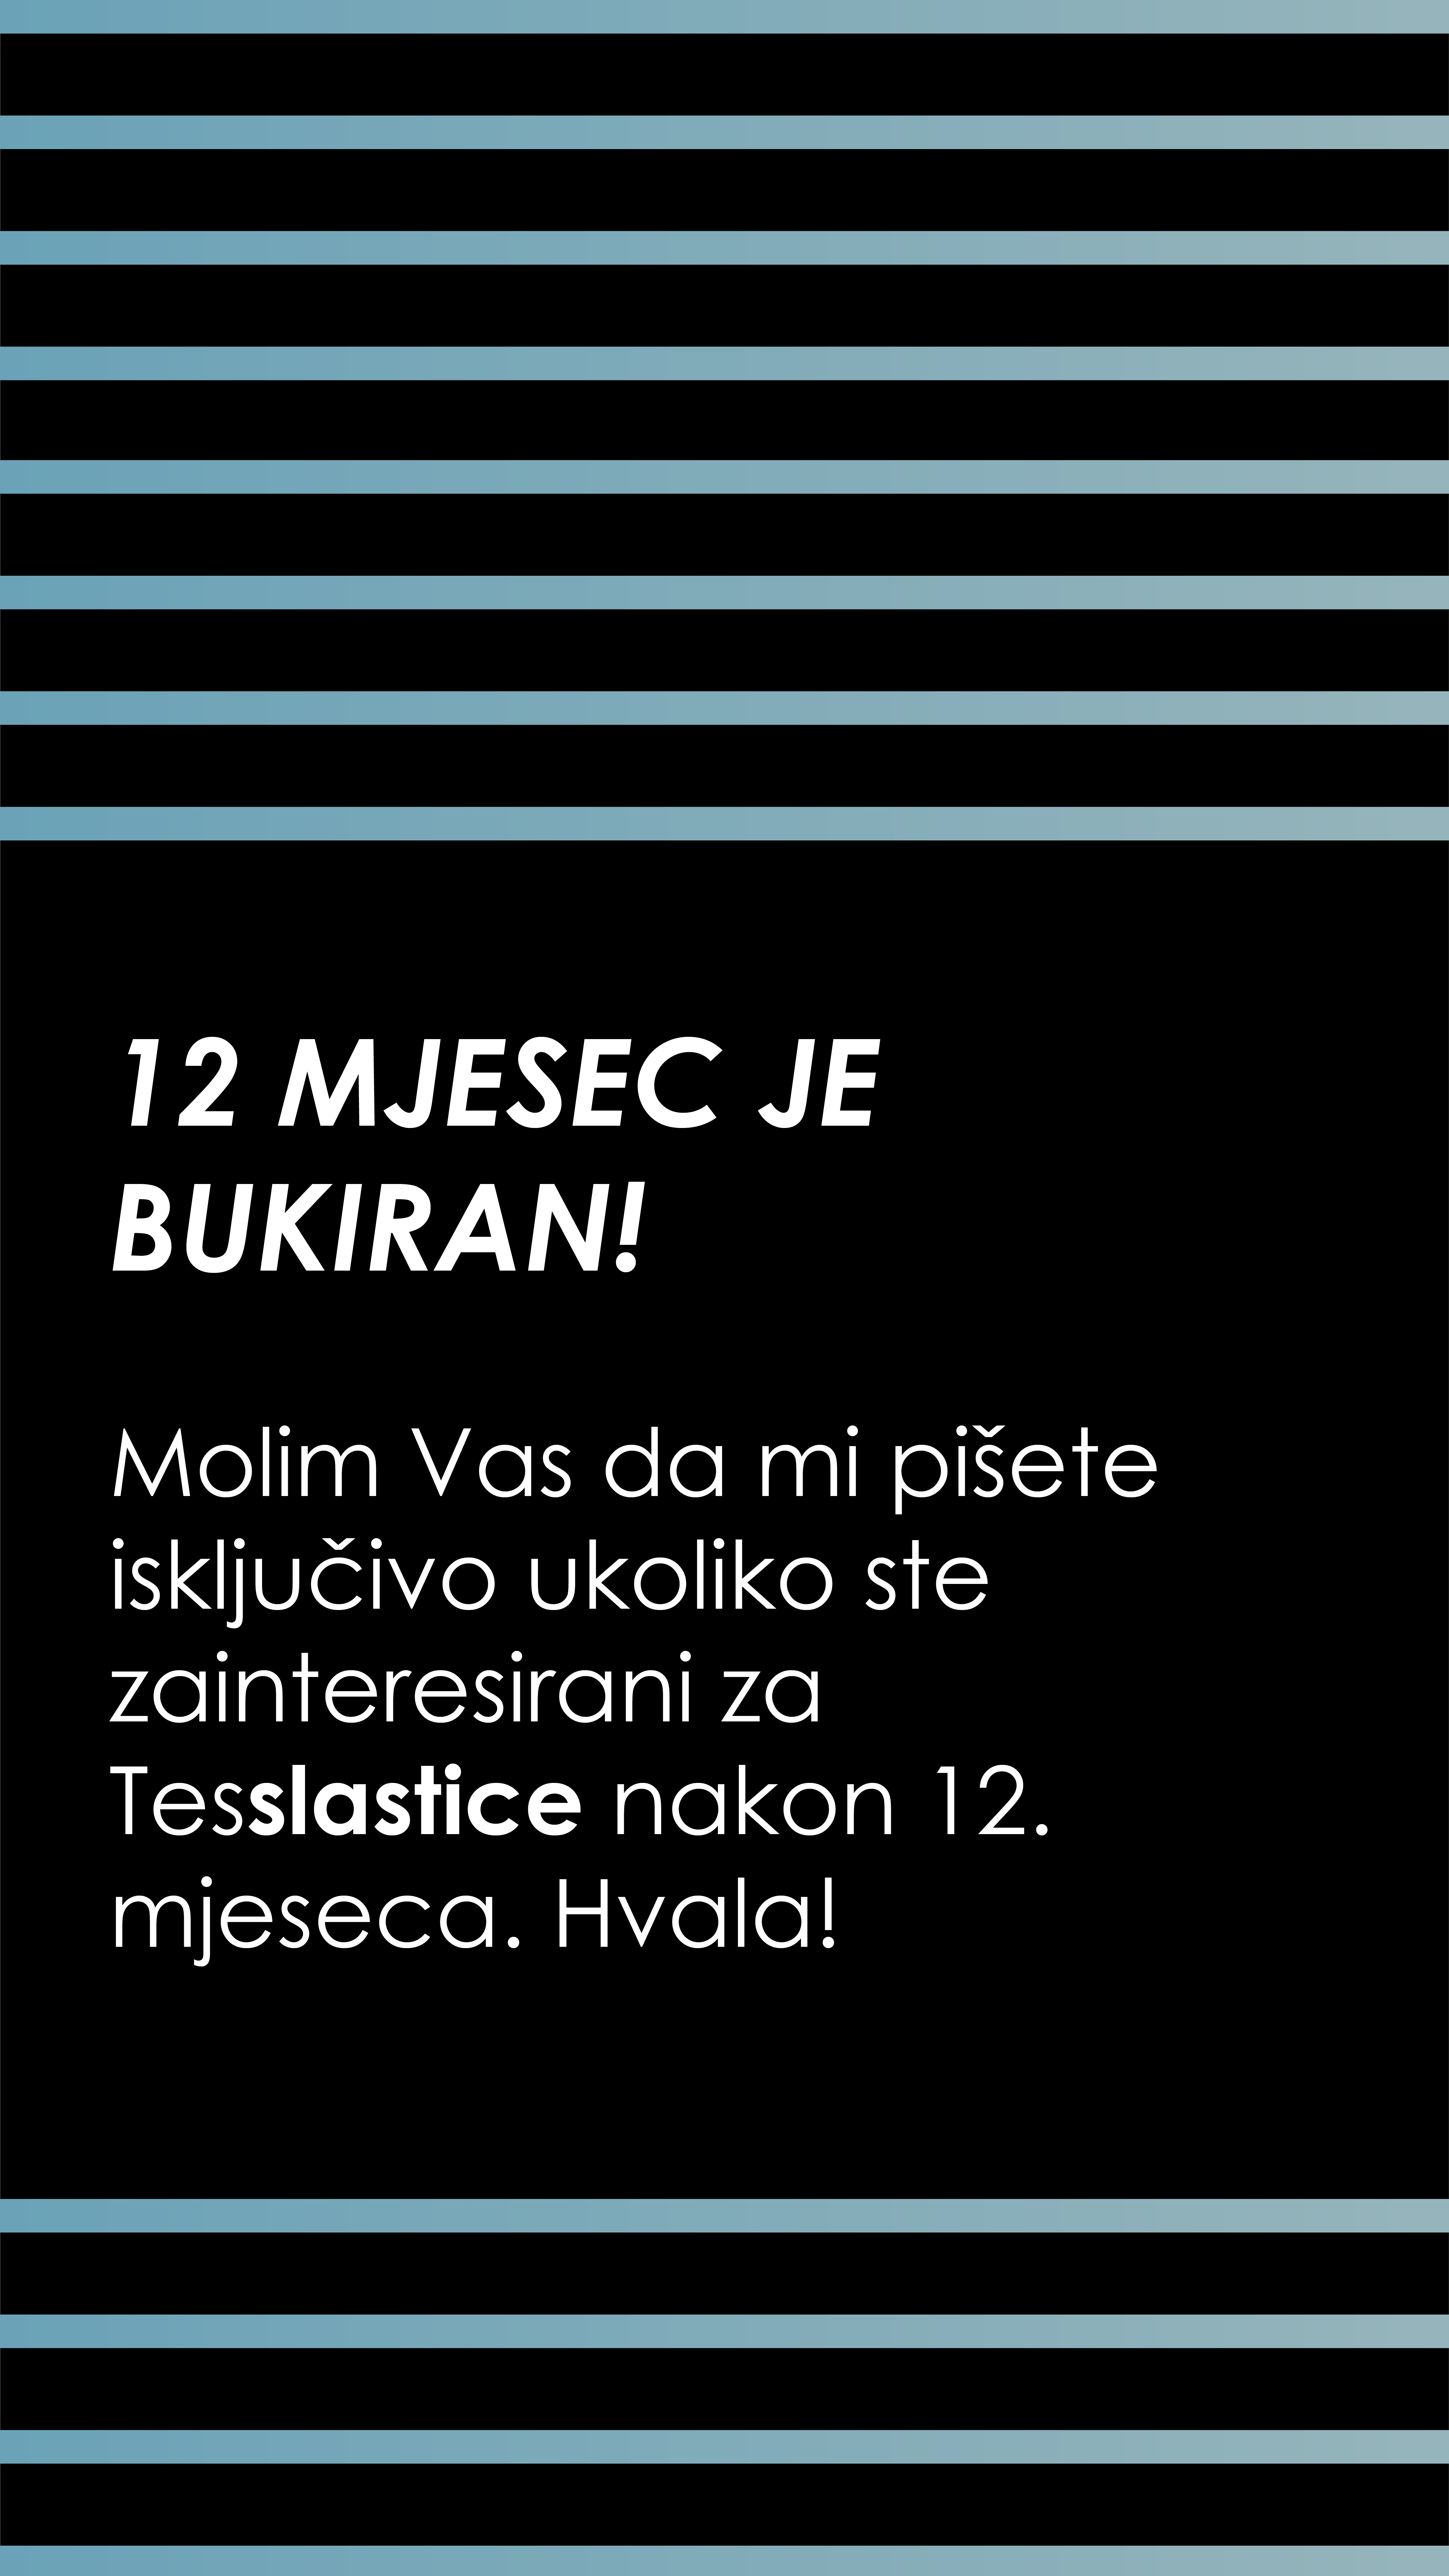 12 MJESEC JE
BUKIRAN!
Molim Vas da mi pišete
isključivo ukoliko ste
zainteresirani za
Tesslastice nakon 12.
mjeseca. Hvala!